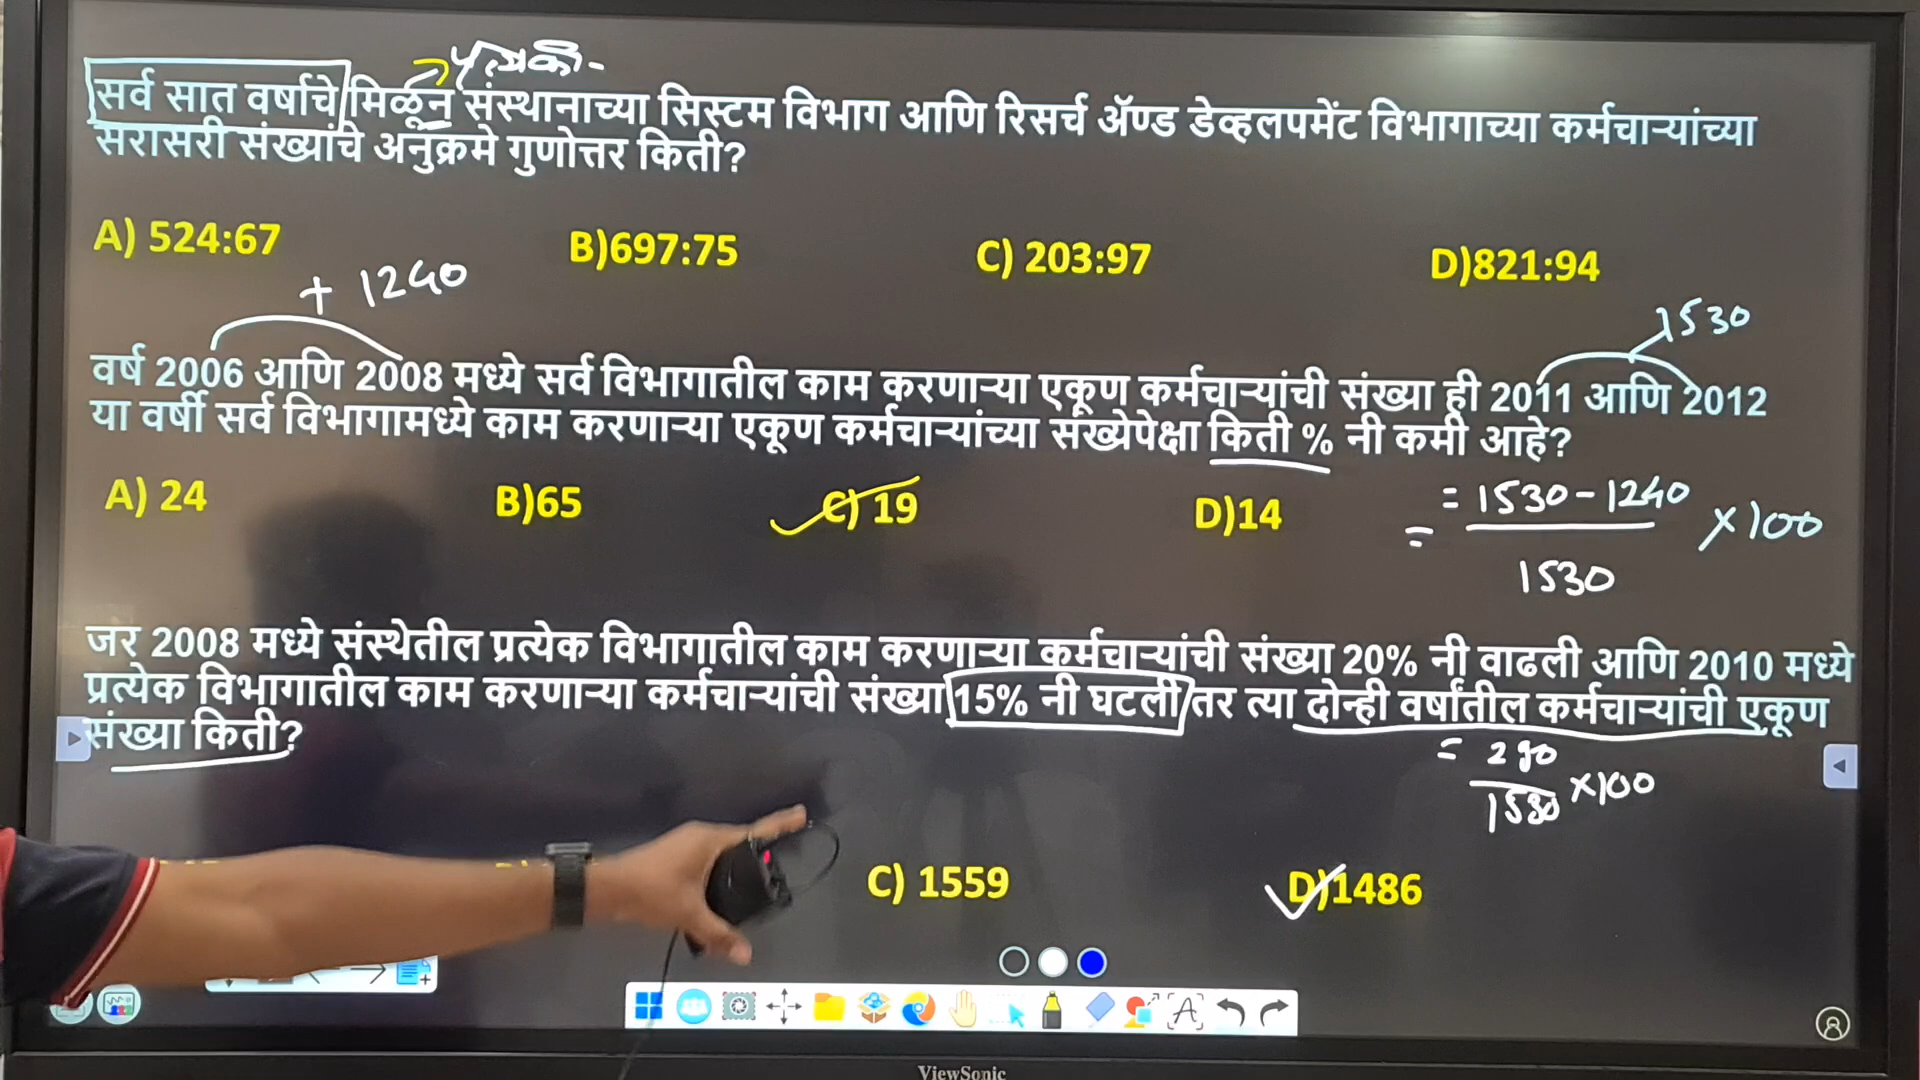 प्रत्येकी-
सर्व सात वर्षाचे मिळून संस्थानाच्या सिस्टम विभाग आणि रिसर्च ॲण्ड डेव्हलपमेंट विभागाच्या कर्मचाऱ्यांच्या
सरासरी संख्यांचे अनुक्रमे गुणोत्तर किती?
A) 524:67 B)697:75 C) 203:97 D)821:94
+ 1240
1530
वर्ष 2006 आणि 2008 मध्ये सर्व विभागातील काम करणाऱ्या एकूण कर्मचाऱ्यांची संख्या ही 2011 आणि 2012
या वर्षी सर्व विभागामध्ये काम करणाऱ्या एकूण कर्मचाऱ्यांच्या संख्येपेक्षा किती % नी कमी आहे?
A) 24 B)65 C) 19 D)14
= = 1530-1240 ×100
1530
जर 2008 मध्ये संस्थेतील प्रत्येक विभागातील काम करणाऱ्या कर्मचाऱ्यांची संख्या 20% नी वाढली आणि 2010 मध्ये
प्रत्येक विभागातील काम करणाऱ्या कर्मचाऱ्यांची संख्या 15% नी घटली तर त्या दोन्ही वर्षांतील कर्मचाऱ्यांची एकूण
संख्या किती?
= 290
1530 ×100
C) 1559 D)1486
ViewSonic